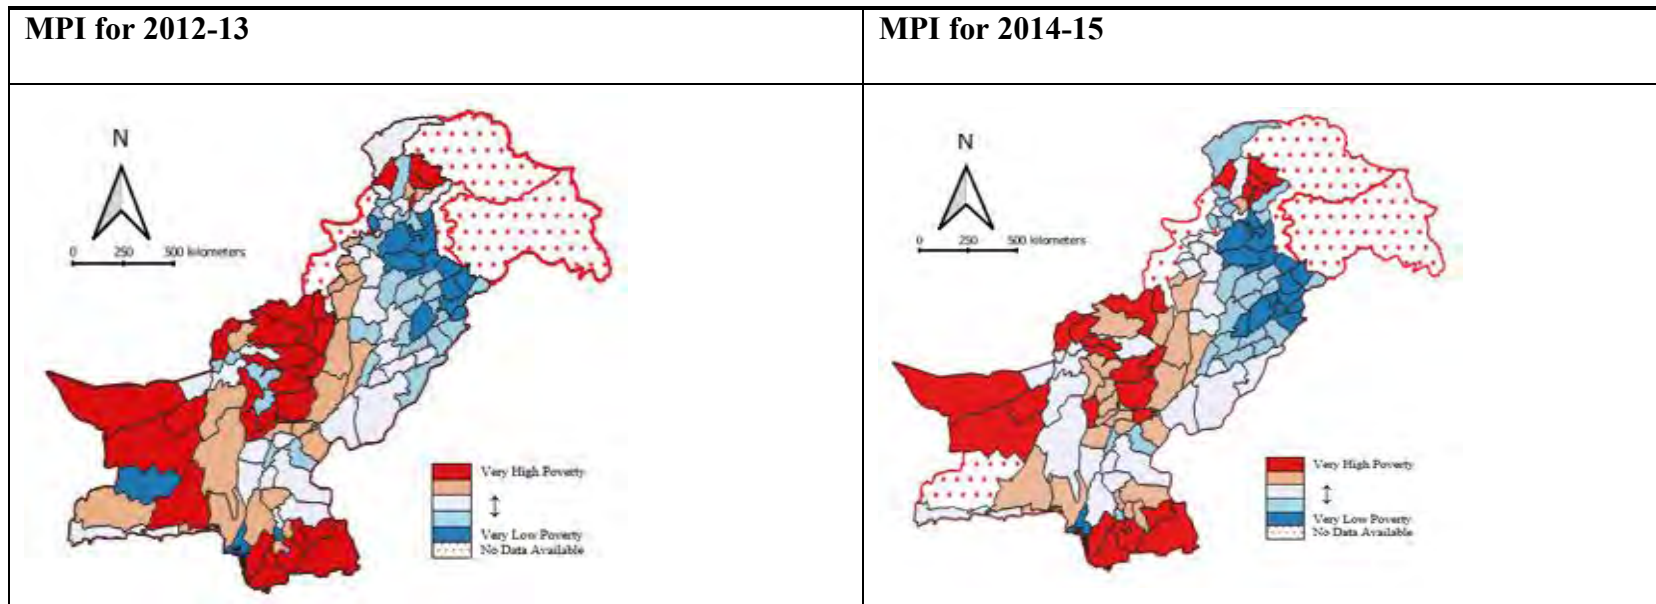 MPI for 2012-13
MPI for 2014-15
N
0 250 500 kilometers
Very High Poverty
Very Low Poverty
No Data Available
N
0 250 500 kilometers
Very High Poverty
Very Low Poverty
No Data Available